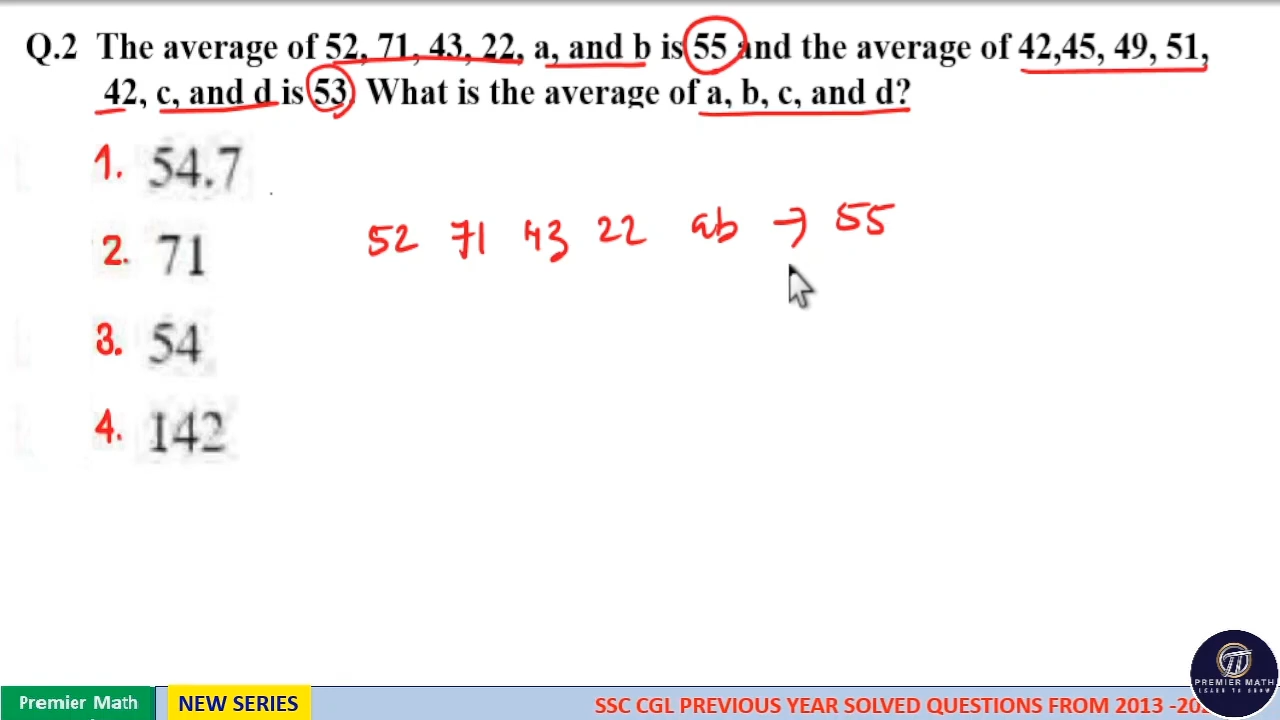 Q.2 The average of 52, 71, 43, 22, a, and b is 55 and the average of 42,45, 49, 51,
42, c, and d is 53. What is the average of a, b, c, and d?
1. 54.7
52 71 43 22 ab → 55
2. 71
3. 54
4. 142
PREMIER MATH
LEARN TO KNOW
Premier Math
NEW SERIES
SSC CGL PREVIOUS YEAR SOLVED QUESTIONS FROM 2013 -20